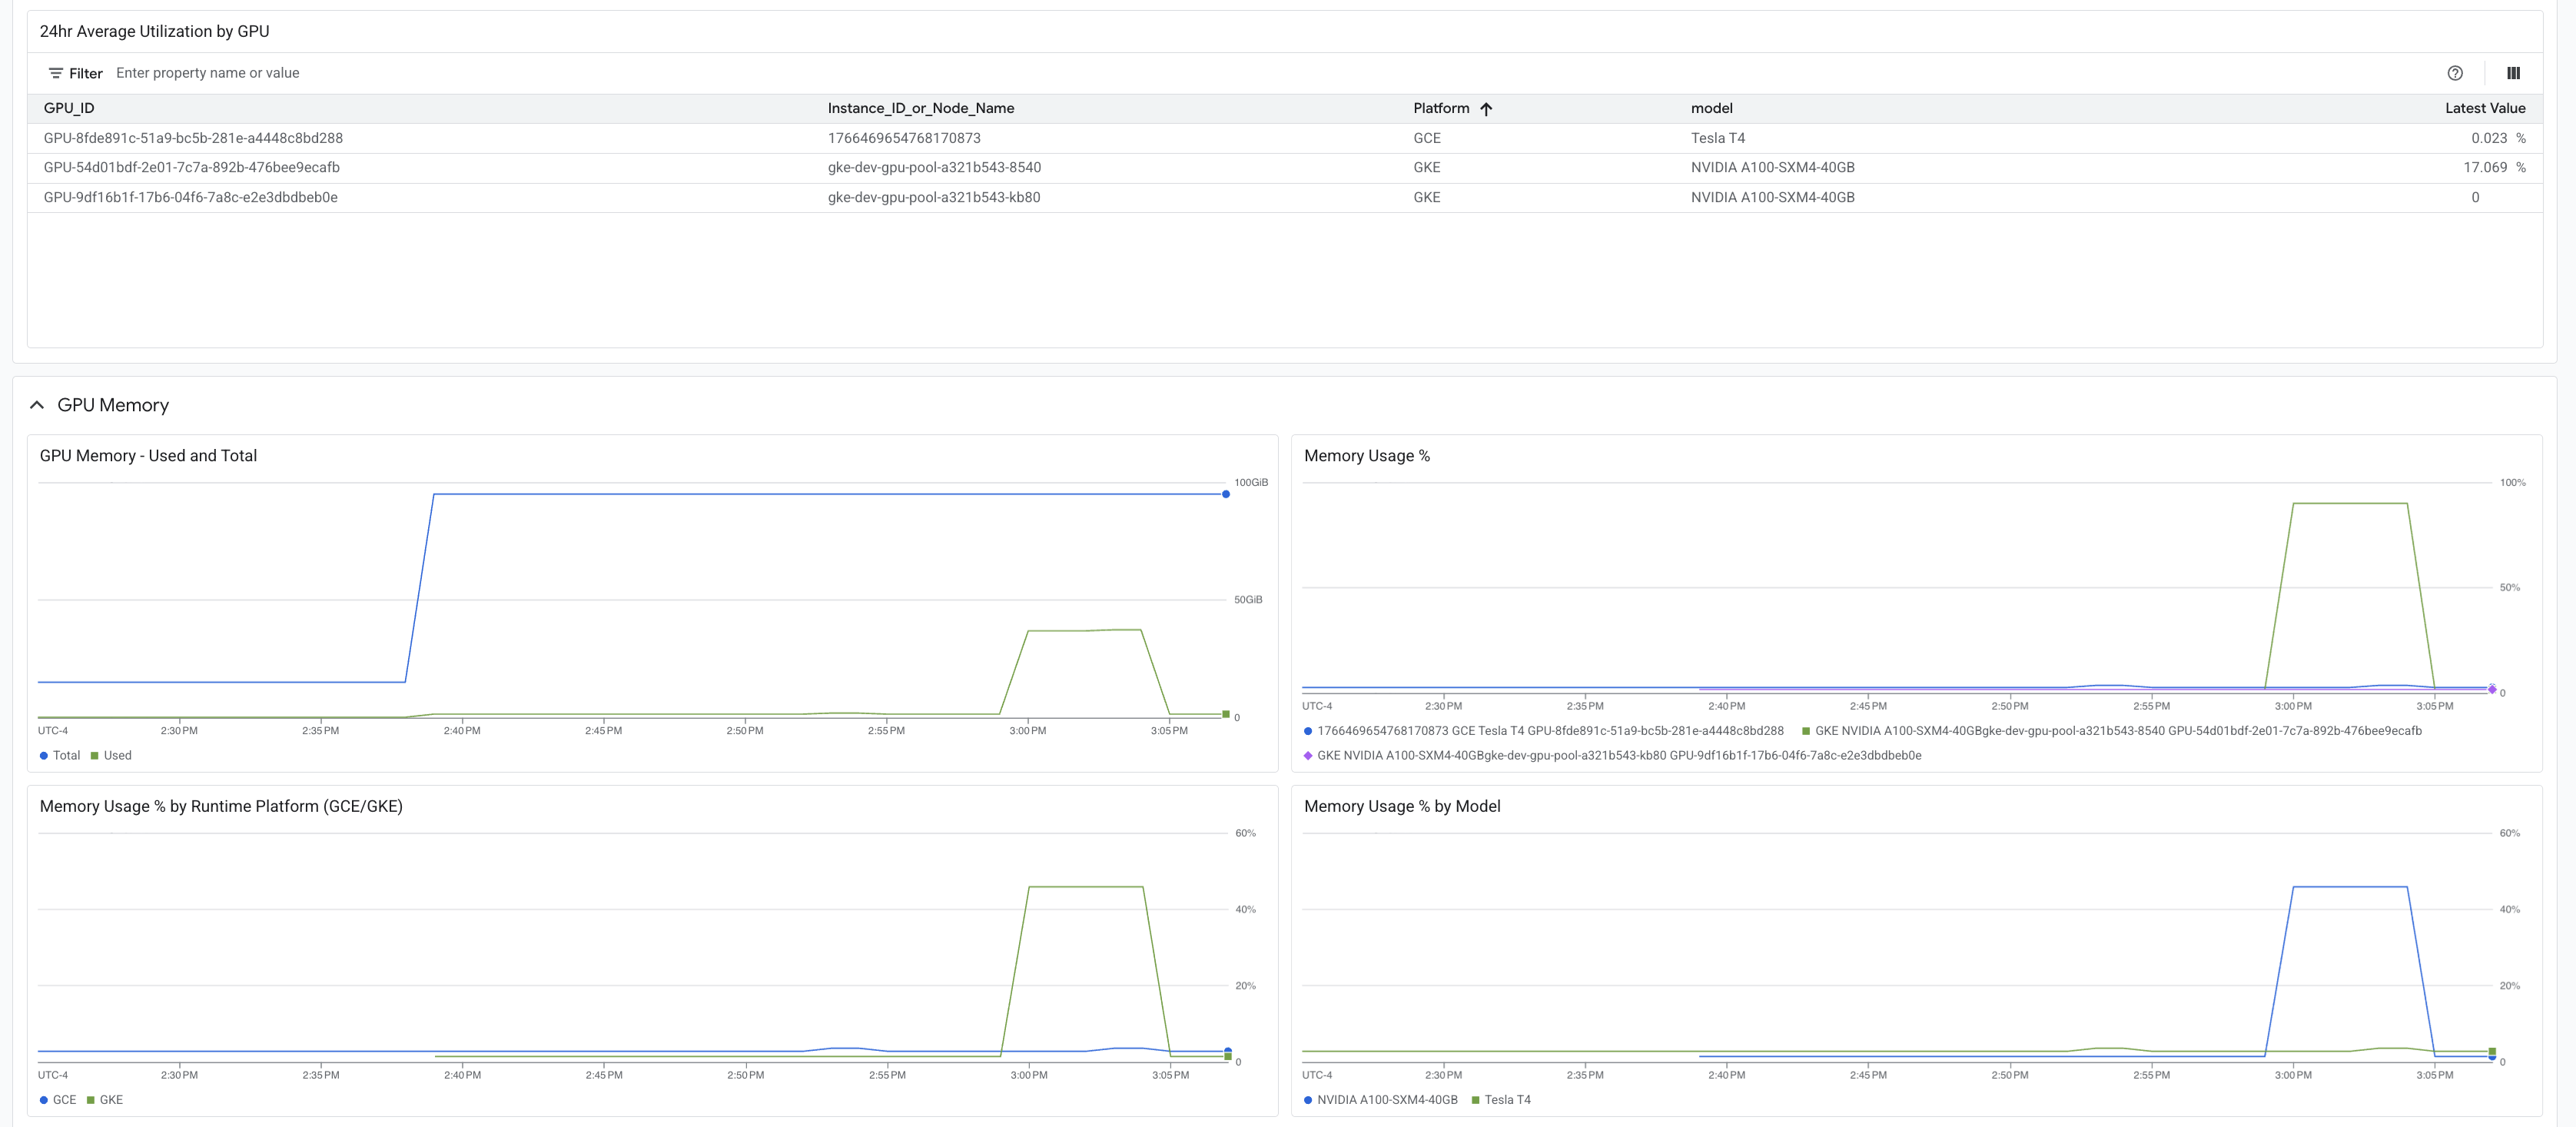 24hr Average Utilization by GPU
Filter Enter property name or value
GPU_ID Instance_ID_or_Node_Name Platform model Latest Value
GPU-8fde891c-51a9-bc5b-281e-a4448c8bd288 1766469654768170873 GCE Tesla T4 0.023 %
GPU-54d01bdf-2e01-7c7a-892b-476bee9ecafb gke-dev-gpu-pool-a321b543-8540 GKE NVIDIA A100-SXM4-40GB 17.069 %
GPU-9df16b1f-17b6-04f6-7a8c-e2e3dbdbeb0e gke-dev-gpu-pool-a321b543-kb80 GKE NVIDIA A100-SXM4-40GB 0
GPU Memory
GPU Memory - Used and Total
100GiB
50GiB
0
UTC-4 2:30 PM 2:35 PM 2:40 PM 2:45 PM 2:50 PM 2:55 PM 3:00 PM 3:05 PM
Total Used
Memory Usage %
100%
50%
0
UTC-4 2:30 PM 2:35 PM 2:40 PM 2:45 PM 2:50 PM 2:55 PM 3:00 PM 3:05 PM
1766469654768170873 GCE Tesla T4 GPU-8fde891c-51a9-bc5b-281e-a4448c8bd288 GKE NVIDIA A100-SXM4-40GBgke-dev-gpu-pool-a321b543-8540 GPU-54d01bdf-2e01-7c7a-892b-476bee9ecafb
GKE NVIDIA A100-SXM4-40GBgke-dev-gpu-pool-a321b543-kb80 GPU-9df16b1f-17b6-04f6-7a8c-e2e3dbdbeb0e
Memory Usage % by Runtime Platform (GCE/GKE)
60%
40%
20%
0
UTC-4 2:30 PM 2:35 PM 2:40 PM 2:45 PM 2:50 PM 2:55 PM 3:00 PM 3:05 PM
GCE GKE
Memory Usage % by Model
60%
40%
20%
0
UTC-4 2:30 PM 2:35 PM 2:40 PM 2:45 PM 2:50 PM 2:55 PM 3:00 PM 3:05 PM
NVIDIA A100-SXM4-40GB Tesla T4